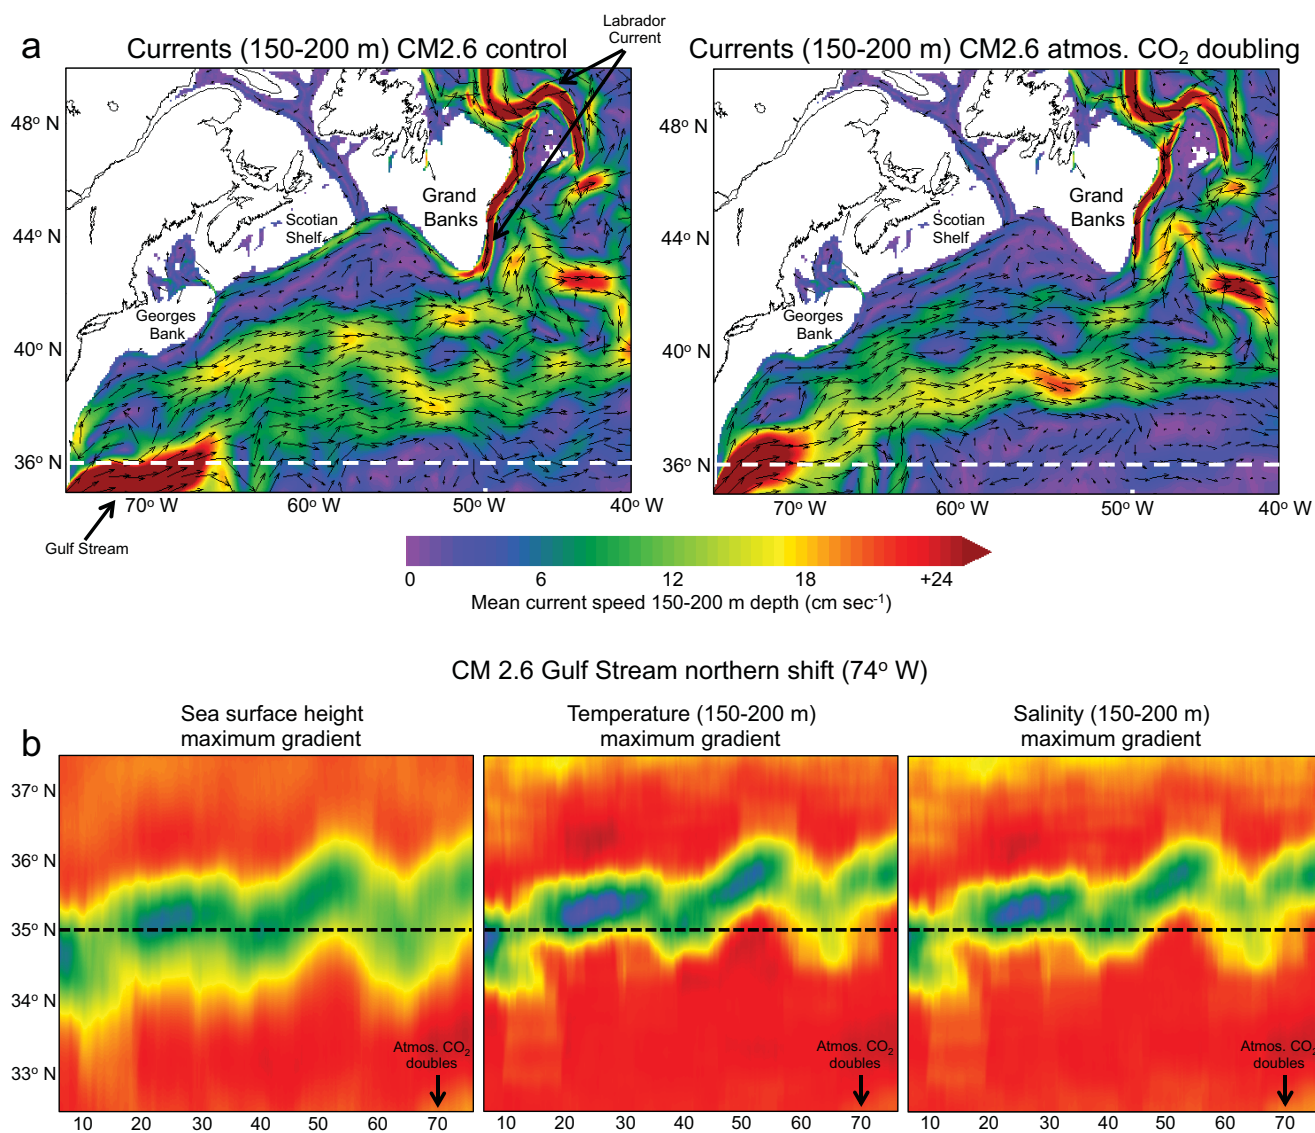 Labrador
Current
a
Currents (150-200 m) CM2.6 control
Currents (150-200 m) CM2.6 atmos. CO₂ doubling
48° N
44° N
40° N
36° N
Grand
Banks
Scotian
Shelf
Georges
Bank
70° W
60° W
50° W
40° W
Gulf Stream
48° N
44° N
40° N
36° N
Grand
Banks
Scotian
Shelf
Georges
Bank
70° W
60° W
50° W
40° W
0
6
12
18
+24
Mean current speed 150-200 m depth (cm sec⁻¹)
CM 2.6 Gulf Stream northern shift (74° W)
b
Sea surface height
maximum gradient
Temperature (150-200 m)
maximum gradient
Salinity (150-200 m)
maximum gradient
37° N
36° N
35° N
34° N
33° N
Atmos. CO₂
doubles
Atmos. CO₂
doubles
Atmos. CO₂
doubles
10 20 30 40 50 60 70
10 20 30 40 50 60 70
10 20 30 40 50 60 70